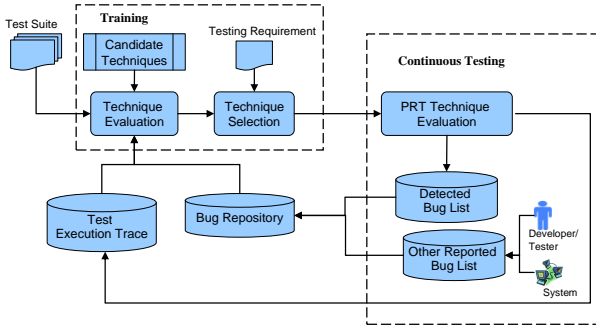 Test Suite
Training
Candidate
Techniques
Testing Requirement
Continuous Testing
Technique
Evaluation
Technique
Selection
PRT Technique
Evaluation
Test
Execution Trace
Bug Repository
Detected
Bug List
Other Reported
Bug List
Developer/
Tester
System